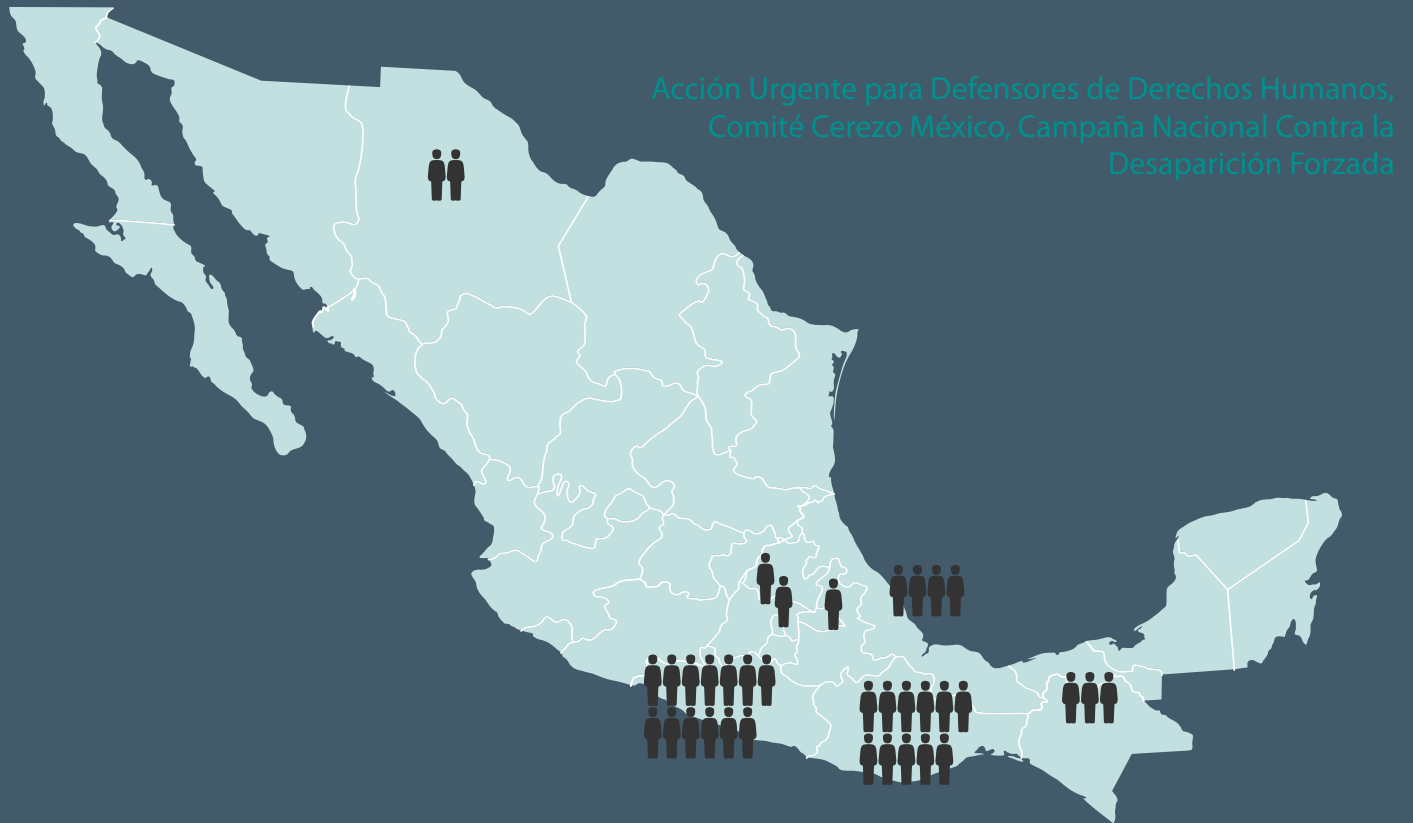 Acción Urgente para Defensores de Derechos Humanos,
Comité Cerezo México, Campaña Nacional Contra la
Desaparición Forzada